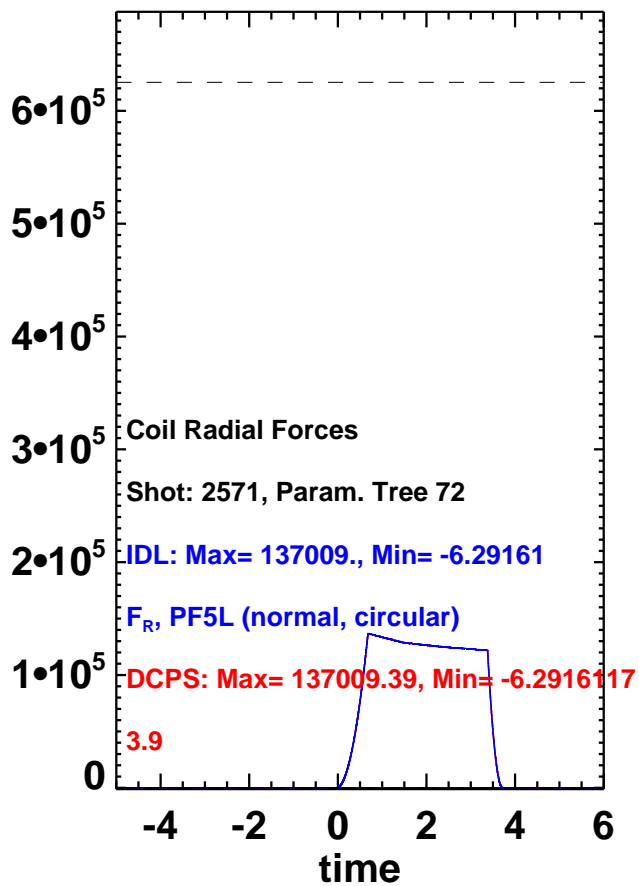 6•10⁵
5•10⁵
4•10⁵
3•10⁵
2•10⁵
1•10⁵
0
Coil Radial Forces
Shot: 2571, Param. Tree 72
IDL: Max= 137009., Min= -6.29161
F_R, PF5L (normal, circular)
DCPS: Max= 137009.39, Min= -6.2916117
3.9
-4 -2 0 2 4 6
time